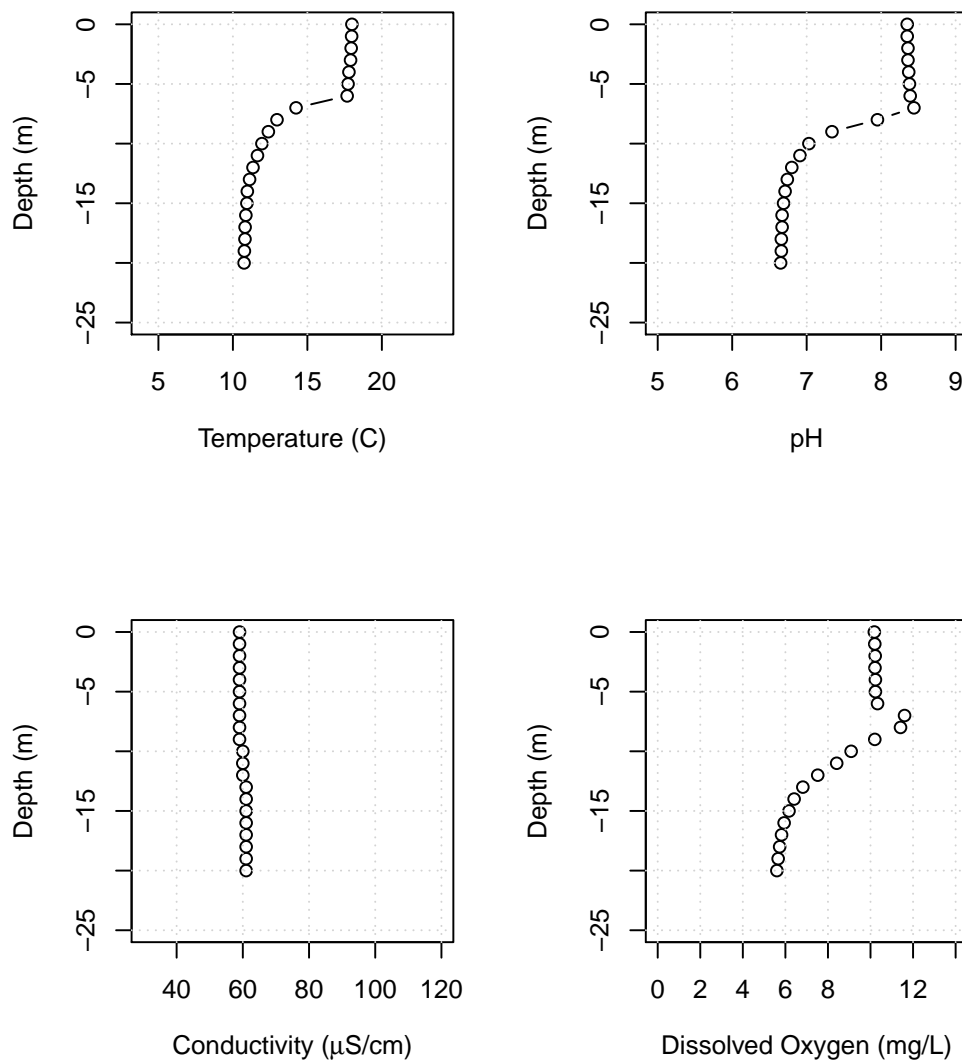 0
−5
−15
−25
Depth (m)
5 10 15 20
Temperature (C)
0
−5
−15
−25
Depth (m)
5 6 7 8 9
pH
0
−5
−15
−25
Depth (m)
40 60 80 100 120
Conductivity (μS/cm)
0
−5
−15
−25
Depth (m)
0 2 4 6 8 12
Dissolved Oxygen (mg/L)